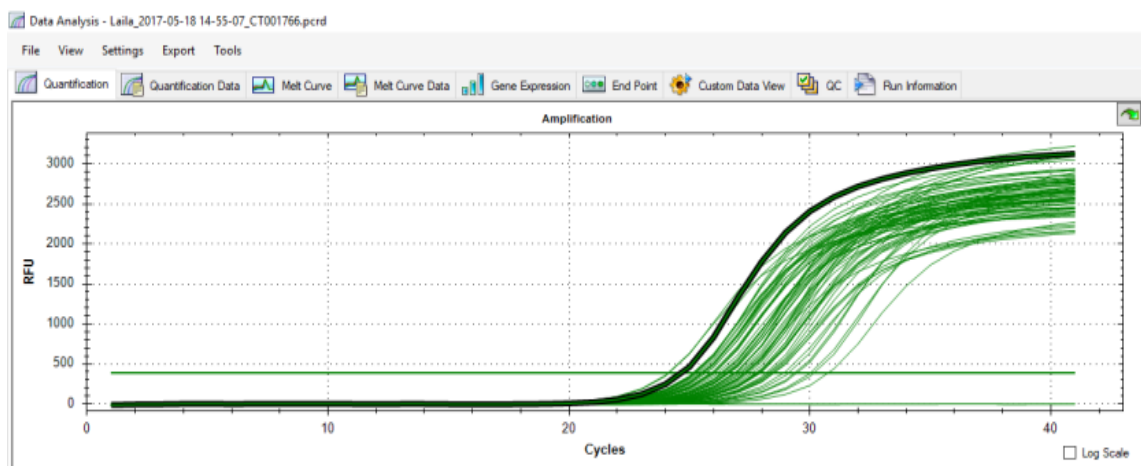 Data Analysis - Laila_2017-05-18 14-55-07_CT001766.pcrd
File View Settings Export Tools
Quantification Quantification Data Melt Curve Melt Curve Data Gene Expression End Point Custom Data View QC Run Information
Amplification
3000
2500
2000
1500
1000
500
0
RFU
0 10 20 30 40
Cycles
Log Scale